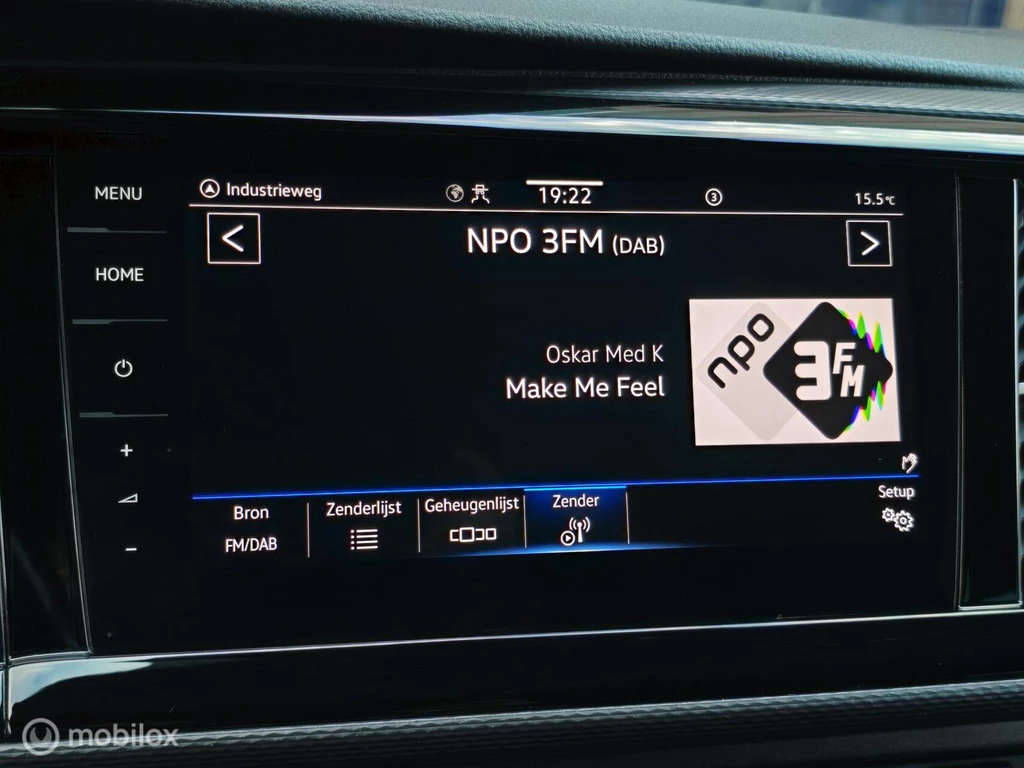 MENU
HOME
+
−
Industrieweg
19:22
3
15.5°C
<
NPO 3FM (DAB)
>
Oskar Med K
Make Me Feel
npo
3FM
Bron
FM/DAB
Zenderlijst
Geheugenlijst
Zender
Setup
mobilox